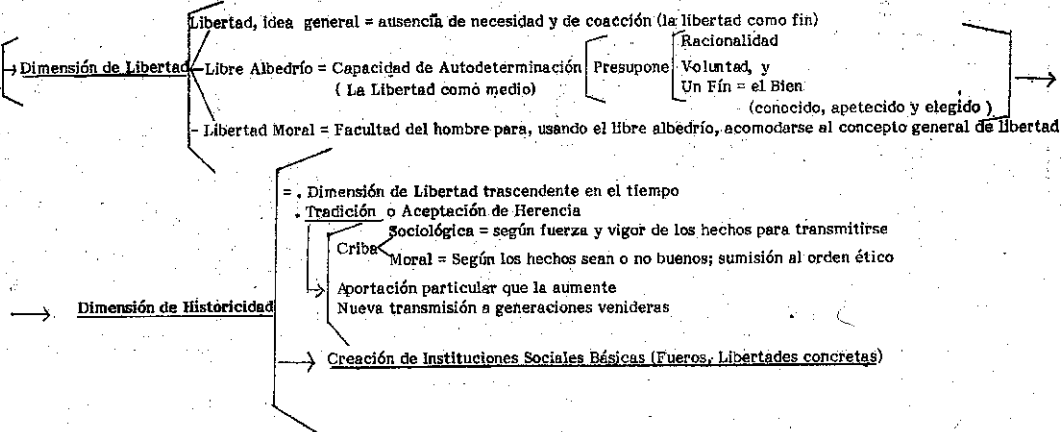 Libertad, idea general = ausencia de necesidad y de coacción (la libertad como fin)
Racionalidad
→ Dimensión de Libertad - Libre Albedrío = Capacidad de Autodeterminación Presupone Voluntad, y
( La Libertad como medio) Un Fín = el Bien
(conocido, apetecido y elegido )
- Libertad Moral = Facultad del hombre para, usando el libre albedrío, acomodarse al concepto general de libertad
= . Dimensión de Libertad trascendente en el tiempo
. Tradición o Aceptación de Herencia
Sociológica = según fuerza y vigor de los hechos para transmitirse
Criba
Moral = Según los hechos sean o no buenos; sumisión al orden ético
Aportación particular que la aumente
→ Dimensión de Historicidad Nueva transmisión a generaciones venideras
→ Creación de Instituciones Sociales Básicas (Fueros, Libertades concretas)